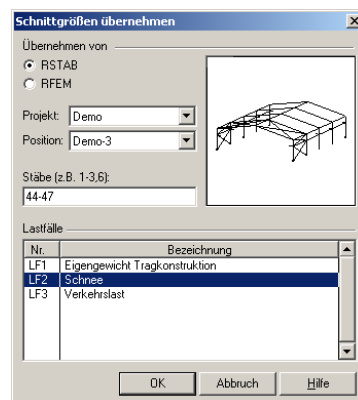 Schnittgrößen übernehmen
Übernehmen von
RSTAB
RFEM
Projekt: Demo
Position: Demo-3
Stäbe (z.B. 1-3,6):
44-47
Lastfälle
Nr. Bezeichnung
LF1 Eigengewicht Tragkonstruktion
LF2 Schnee
LF3 Verkehrslast
OK Abbruch Hilfe